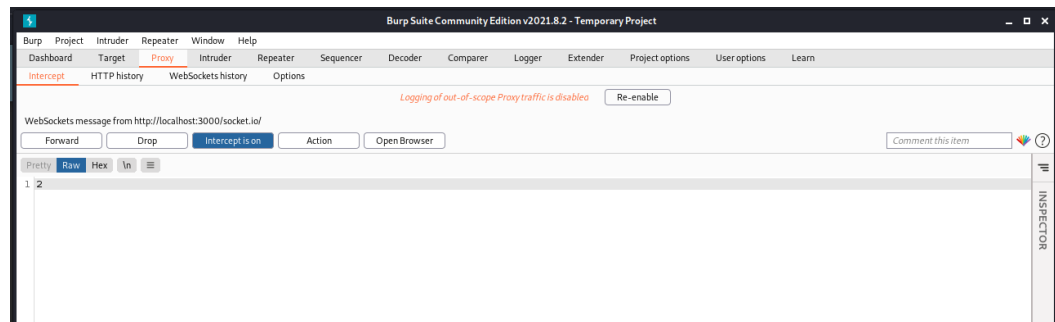 Burp Suite Community Edition v2021.8.2 - Temporary Project
Burp Project Intruder Repeater Window Help
Dashboard Target Proxy Intruder Repeater Sequencer Decoder Comparer Logger Extender Project options User options Learn
Intercept HTTP history WebSockets history Options
Logging of out-of-scope Proxy traffic is disabled Re-enable
WebSockets message from http://localhost:3000/socket.io/
Forward Drop Intercept is on Action Open Browser Comment this item ?
Pretty Raw Hex \n
1 2
INSPECTOR